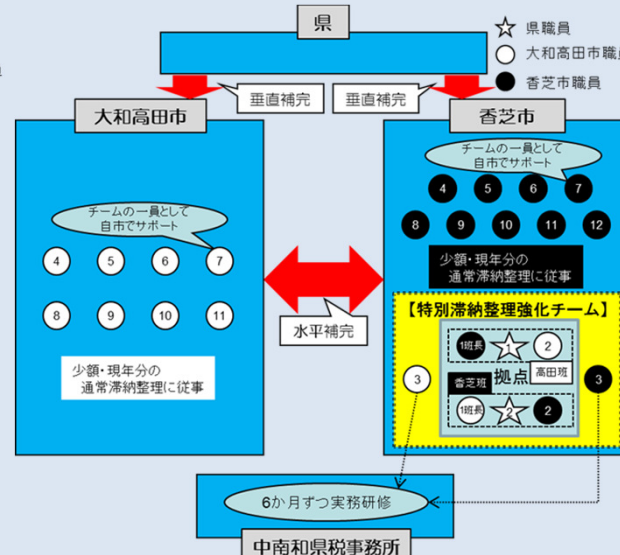 県
県職員
大和高田市職員
香芝市職員
垂直補完
垂直補完
大和高田市
香芝市
チームの一員として
自市でサポート
4 5 6 7
8 9 10 11
少額・現年分の
通常滞納整理に従事
水平補完
チームの一員として
自市でサポート
4 5 6 7
8 9 10 11 12
少額・現年分の
通常滞納整理に従事
【特別滞納整理強化チーム】
1班長 1 2
高田班
拠点
香芝班
1班長 2 2
3
3
6か月ずつ実務研修
中南和県税事務所